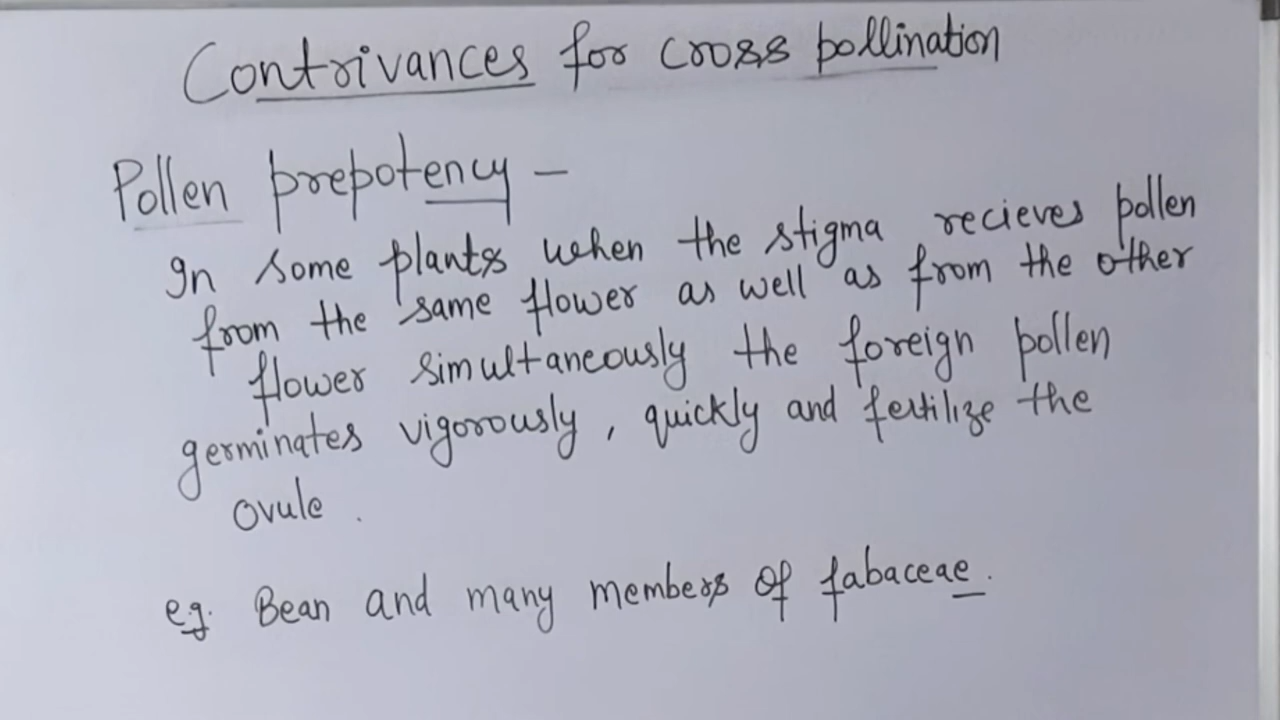 Contrivances for cross pollination
Pollen prepotency –
In some plants when the stigma recieves pollen
from the same flower as well as from the other
flower simultaneously the foreign pollen
germinates vigorously, quickly and fertilize the
ovule.
e.g. Bean and many members of fabaceae.